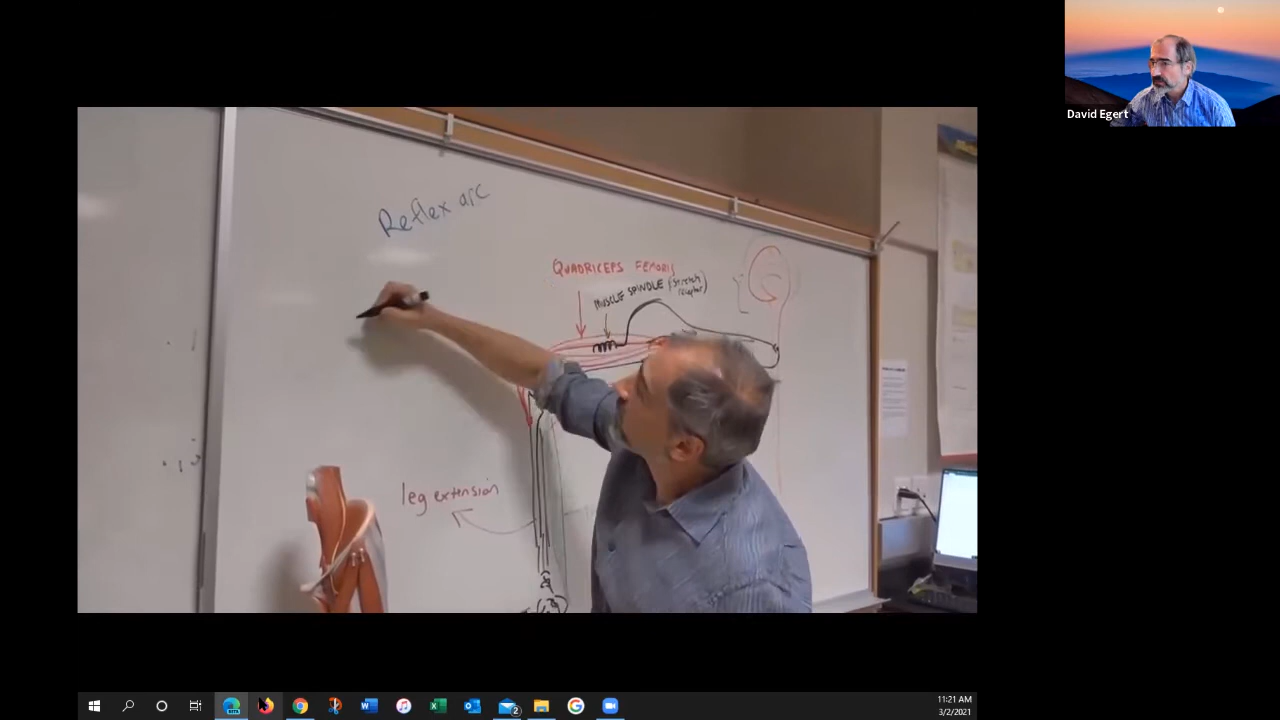 David Egert
Reflex arc
QUADRICEPS FEMORIS
MUSCLE SPINDLE (stretch
receptor)
leg extension
11:21 AM
3/2/2021